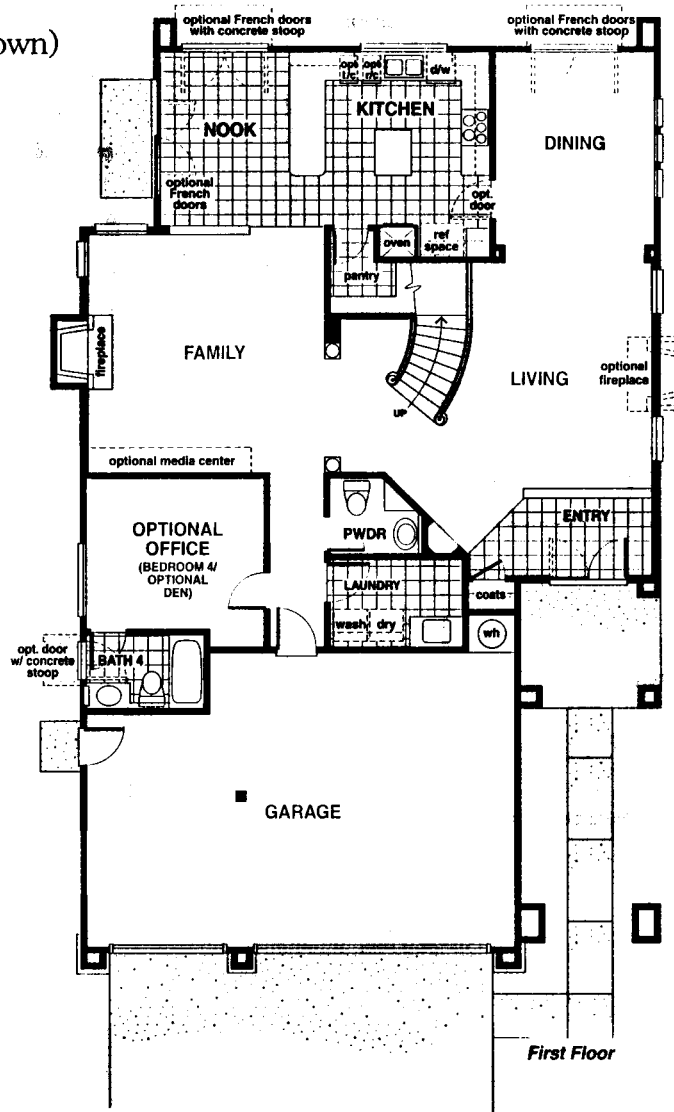 own)
optional French doors
with concrete stoop
optional French doors
with concrete stoop
opt
t/c
opt
r/c
d/w
KITCHEN
NOOK
DINING
optional
French
doors
opt.
door
oven
ref
space
pantry
fireplace
FAMILY
LIVING
optional
fireplace
UP
optional media center
OPTIONAL
OFFICE
(BEDROOM 4/
OPTIONAL
DEN)
PWDR
ENTRY
LAUNDRY
coats
wash
dry
wh
opt. door
w/ concrete
stoop
BATH 4
GARAGE
First Floor